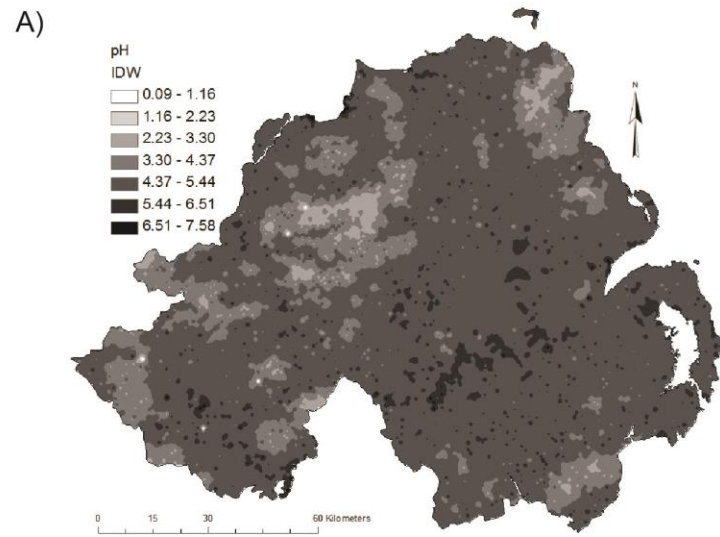 A)
pH
IDW
0.09 - 1.16
1.16 - 2.23
2.23 - 3.30
3.30 - 4.37
4.37 - 5.44
5.44 - 6.51
6.51 - 7.58
N
0 15 30 60 Kilometers